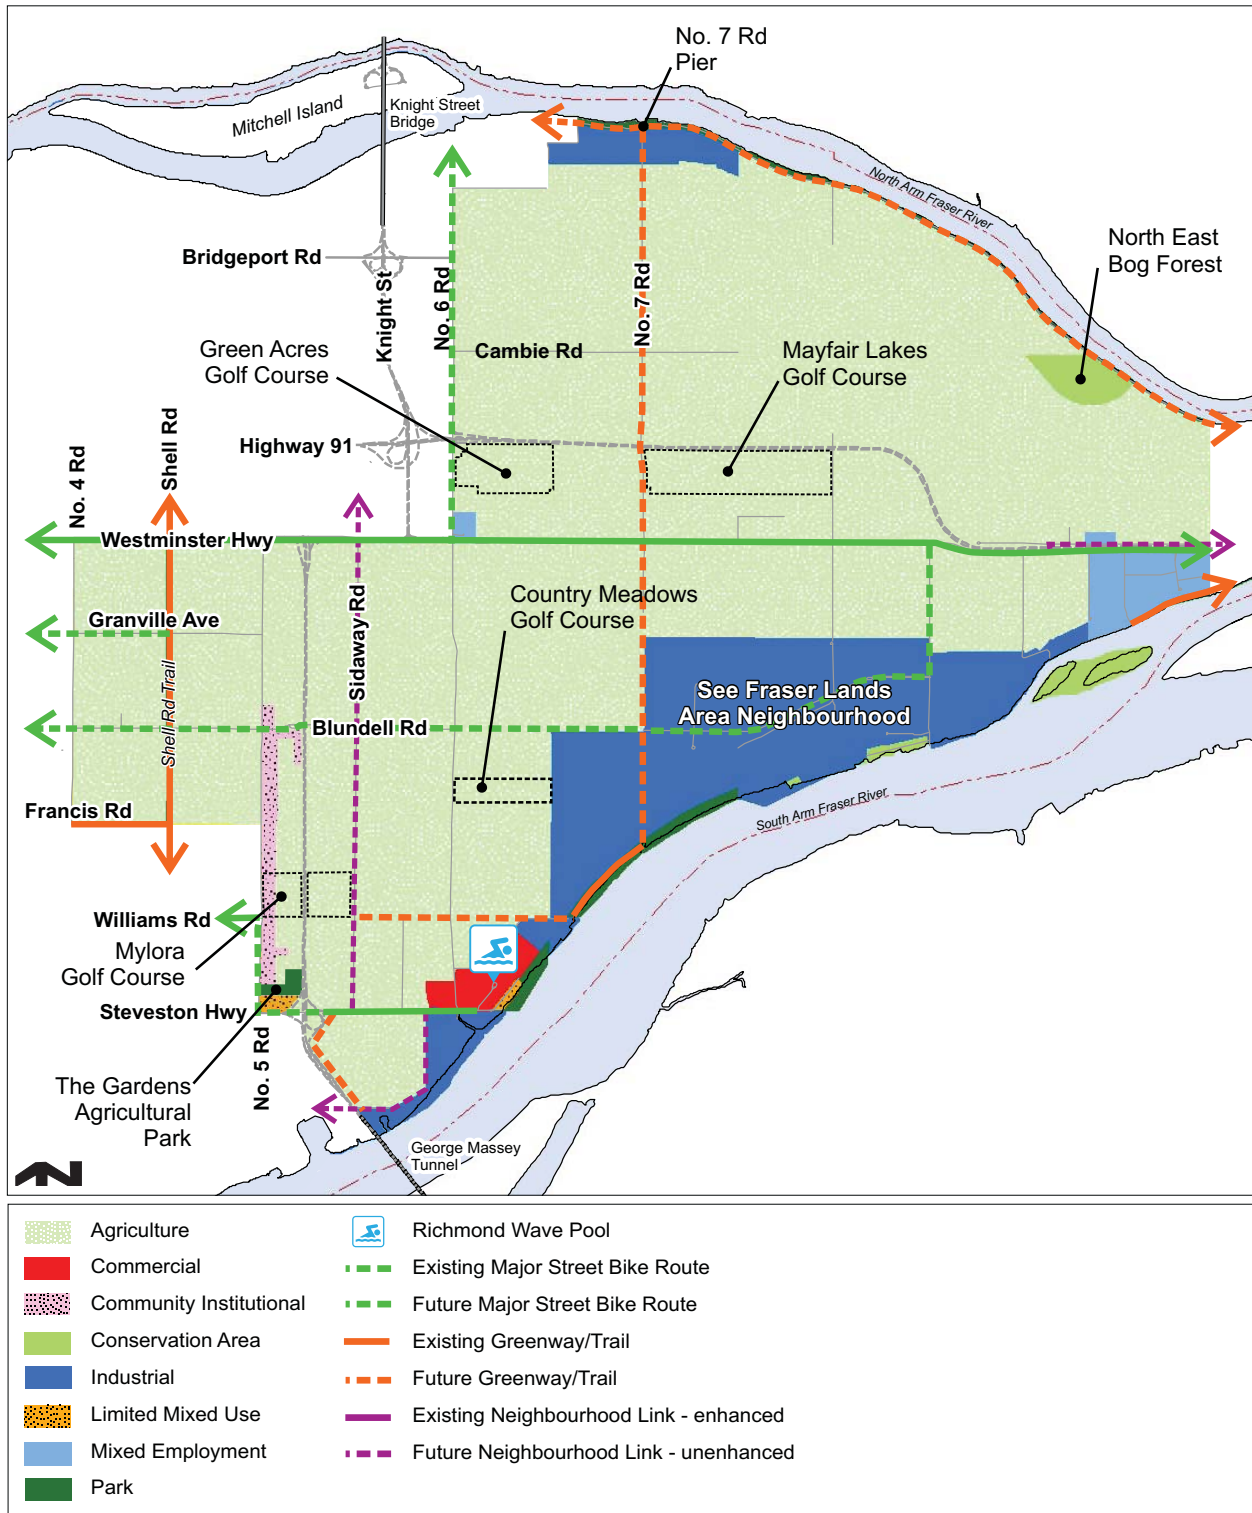 No. 7 Rd
Pier
Mitchell Island
Knight Street
Bridge
North Arm Fraser River
North East
Bog Forest
Bridgeport Rd
Knight St
No. 6 Rd
No. 7 Rd
Cambie Rd
Green Acres
Golf Course
Mayfair Lakes
Golf Course
Highway 91
No. 4 Rd
Shell Rd
Westminster Hwy
Granville Ave
Sidaway Rd
Country Meadows
Golf Course
Shell Rd Trail
See Fraser Lands
Area Neighbourhood
Blundell Rd
Francis Rd
South Arm Fraser River
Williams Rd
Mylora
Golf Course
Steveston Hwy
No. 5 Rd
The Gardens
Agricultural
Park
George Massey
Tunnel
N
Agriculture
Commercial
Community Institutional
Conservation Area
Industrial
Limited Mixed Use
Mixed Employment
Park
Richmond Wave Pool
Existing Major Street Bike Route
Future Major Street Bike Route
Existing Greenway/Trail
Future Greenway/Trail
Existing Neighbourhood Link - enhanced
Future Neighbourhood Link - unenhanced